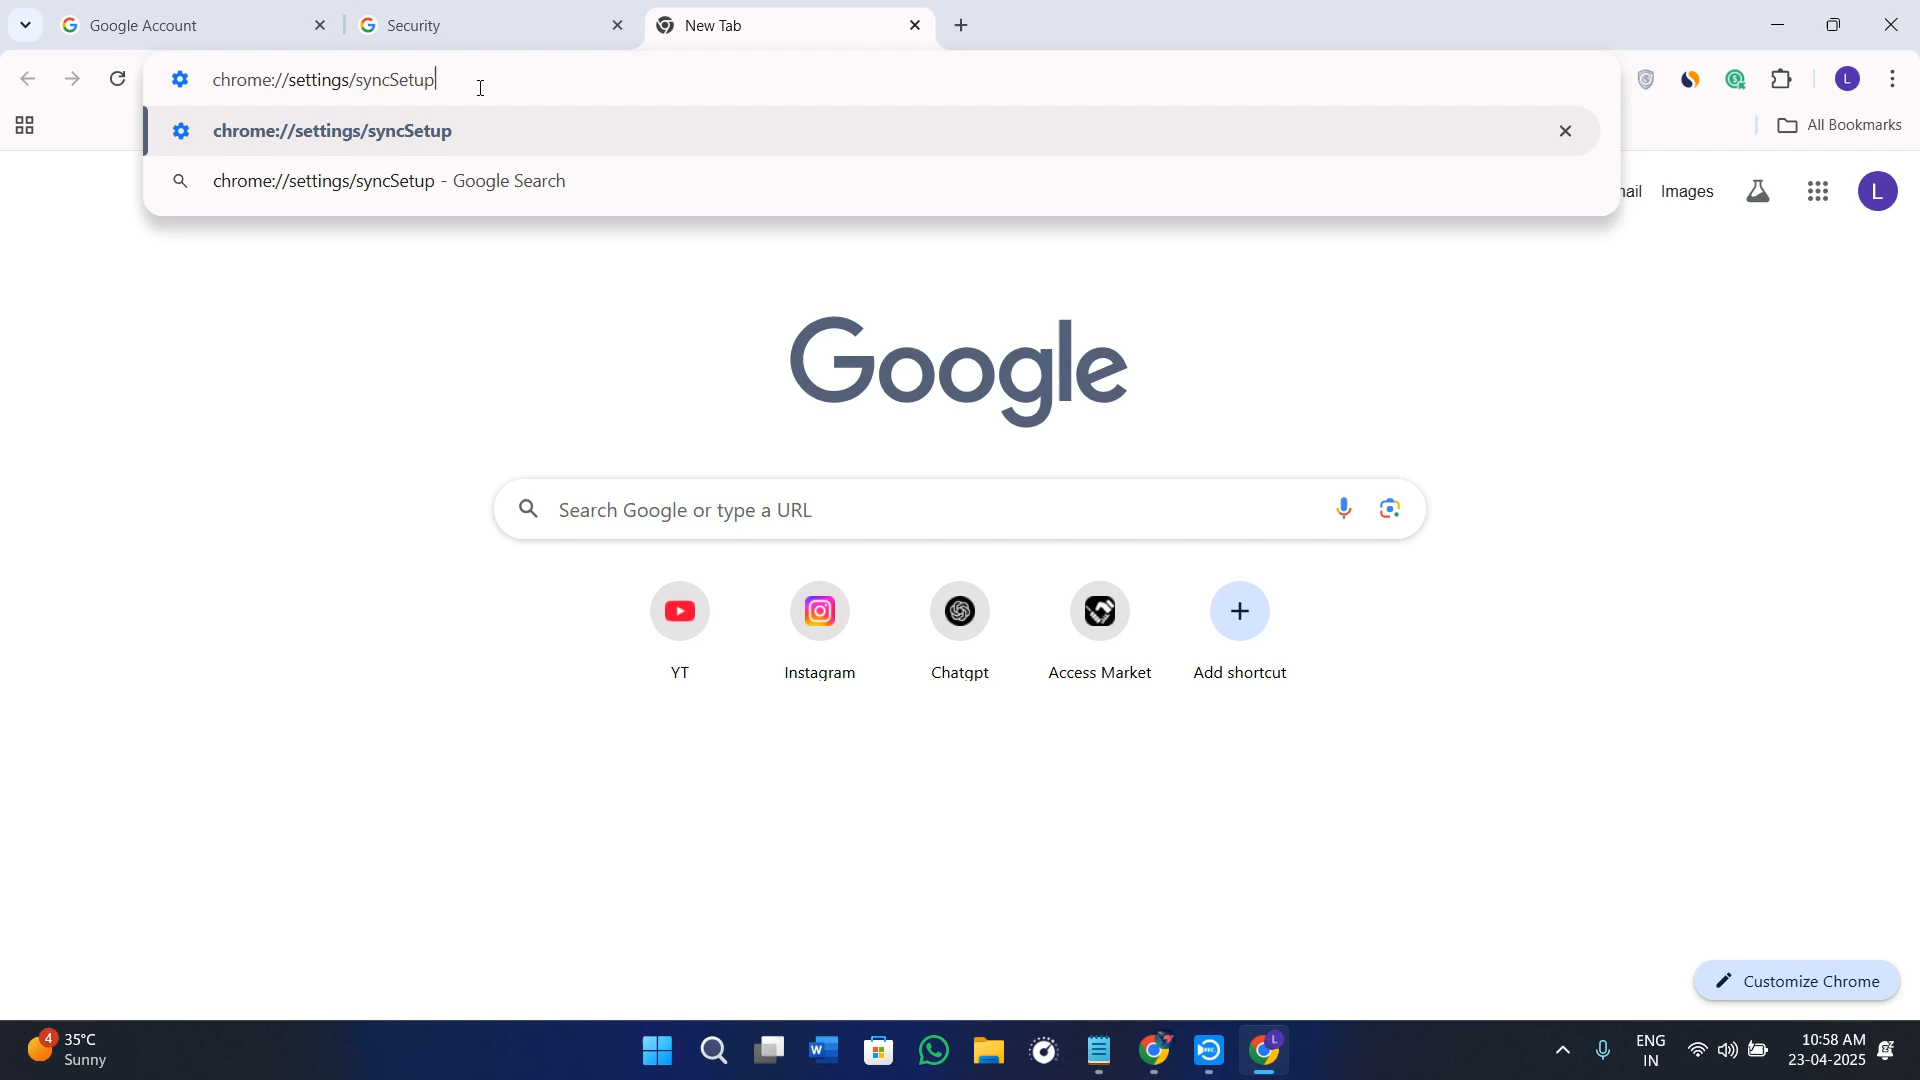 Google Account
Security
New Tab
chrome://settings/syncSetup
L
chrome://settings/syncSetup
All Bookmarks
chrome://settings/syncSetup - Google Search
Images
L
Google
Search Google or type a URL
YT
Instagram
Chatgpt
Access Market
Add shortcut
Customize Chrome
4
35°C
Sunny
W
L
ENG
IN
10:58 AM
23-04-2025